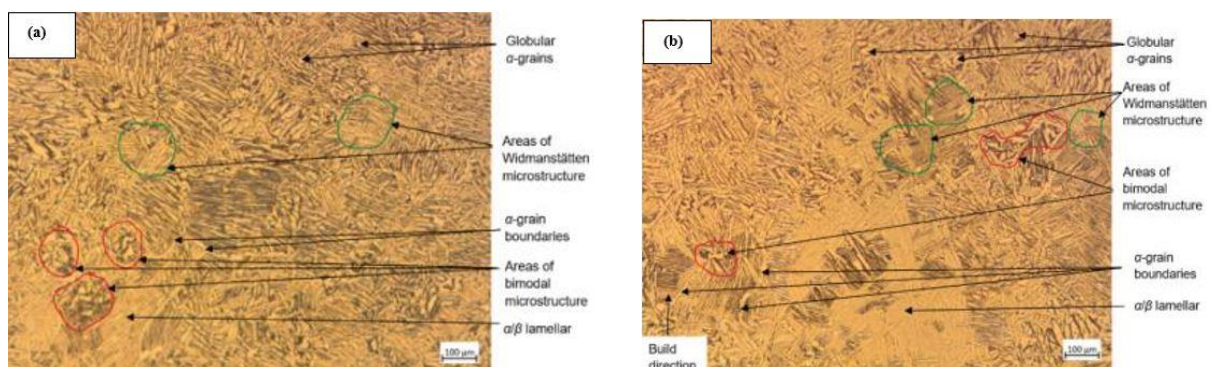 (a)
Globular
α-grains
Areas of
Widmanstätten
microstructure
α-grain
boundaries
Areas of
bimodal
microstructure
α/β lamellar
100 µm
(b)
Globular
α-grains
Areas of
Widmanstätten
microstructure
Areas of
bimodal
microstructure
α-grain
boundaries
α/β lamellar
Build
direction
100 µm